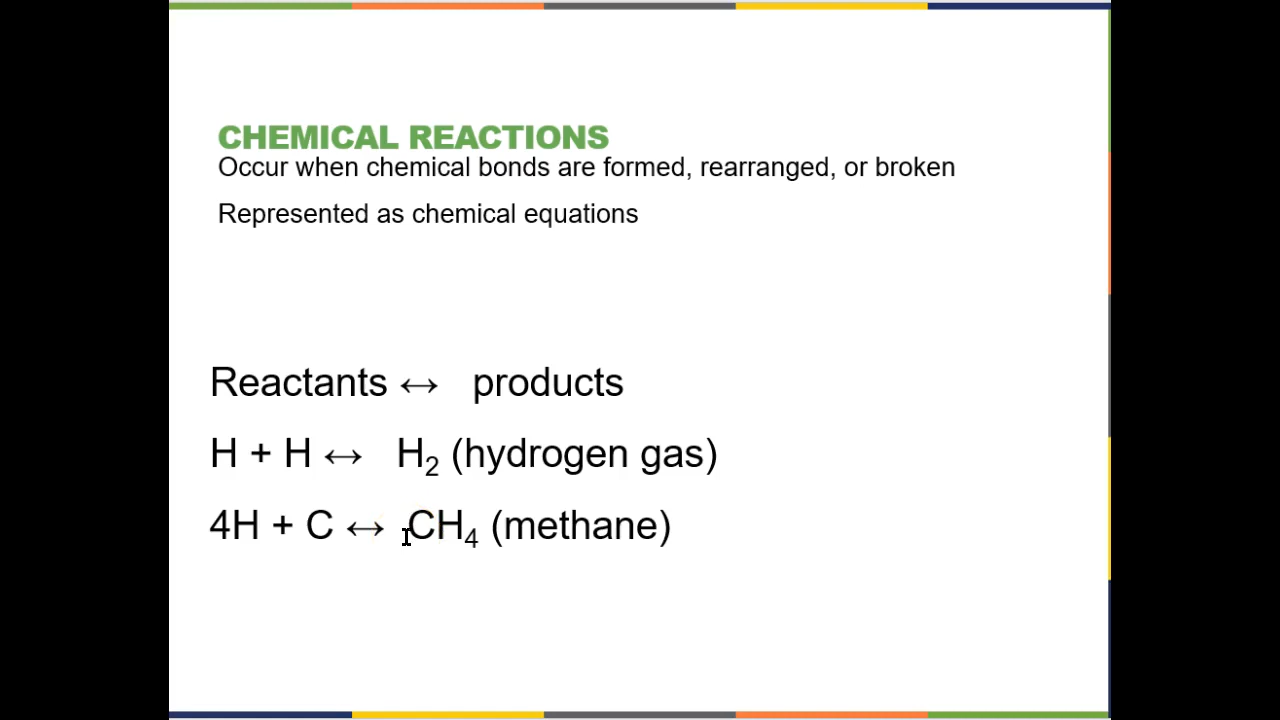 CHEMICAL REACTIONS
Occur when chemical bonds are formed, rearranged, or broken
Represented as chemical equations
Reactants ↔ products
H + H ↔ H₂ (hydrogen gas)
4H + C ↔ CH₄ (methane)